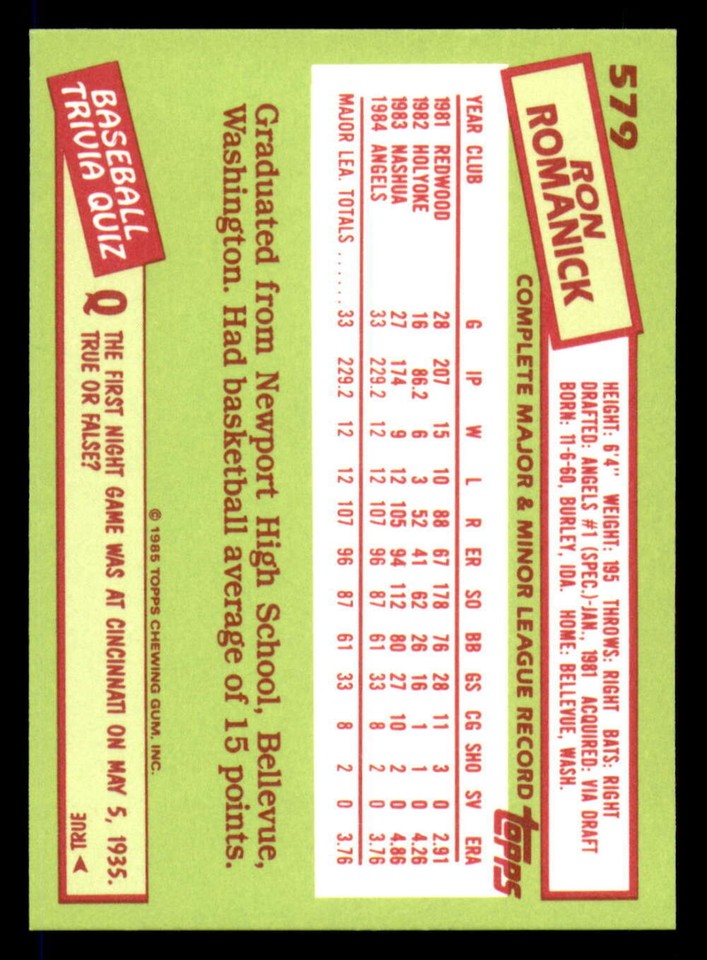 579
RON
ROMANICK
HEIGHT: 6'4" WEIGHT: 195 THROWS: RIGHT BATS: RIGHT
DRAFTED: ANGELS #1 (SPEC.)-JAN., 1981 ACQUIRED: VIA DRAFT
BORN: 11-6-60, BURLEY, IDA. HOME: BELLEVUE, WASH.
COMPLETE MAJOR & MINOR LEAGUE RECORD topps
YEAR CLUB G IP W L R ER SO BB GS CG SHO SV ERA
1981 REDWOOD 28 207 15 10 88 67 178 76 28 11 3 0 2.91
1982 HOLYOKE 16 86.2 6 3 52 41 62 26 16 1 1 0 4.26
1983 NASHUA 27 174 9 12 105 94 112 80 27 10 2 0 4.86
1984 ANGELS 33 229.2 12 12 107 96 87 61 33 8 2 0 3.76
MAJOR LEA. TOTALS ...... 33 229.2 12 12 107 96 87 61 33 8 2 0 3.76
Graduated from Newport High School, Bellevue,
Washington. Had basketball average of 15 points.
© 1985 TOPPS CHEWING GUM, INC.
BASEBALL
TRIVIA QUIZ
Q THE FIRST NIGHT GAME WAS AT CINCINNATI ON MAY 5, 1935.
TRUE OR FALSE?
TRUE